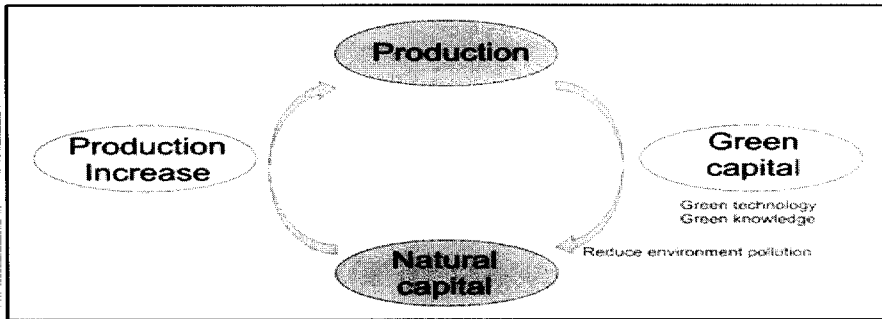 Production
Production
Increase
Green
capital
Green technology
Green knowledge
Reduce environment pollution
Natural
capital